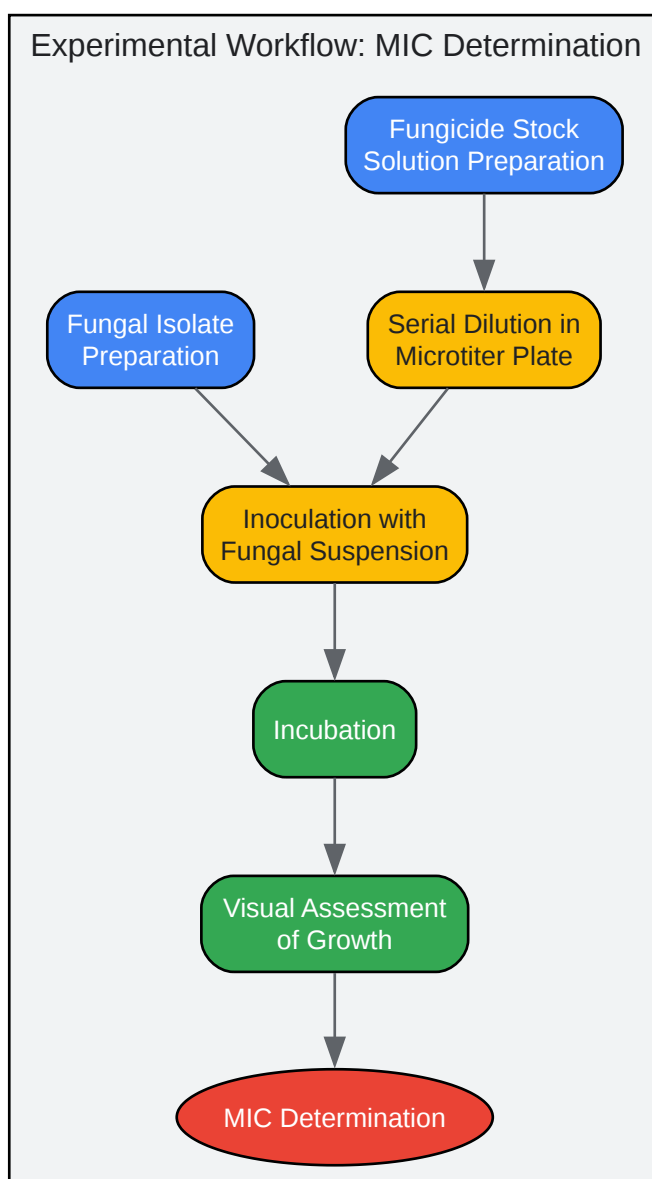 Experimental Workflow: MIC Determination
Fungicide Stock
Solution Preparation
Fungal Isolate
Preparation
Serial Dilution in
Microtiter Plate
Inoculation with
Fungal Suspension
Incubation
Visual Assessment
of Growth
MIC Determination